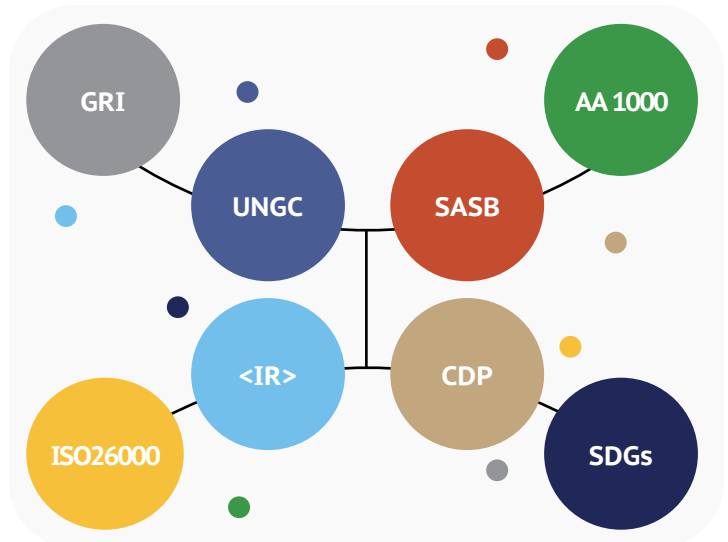 GRI
AA 1000
UNGC
SASB
<IR>
CDP
ISO26000
SDGs